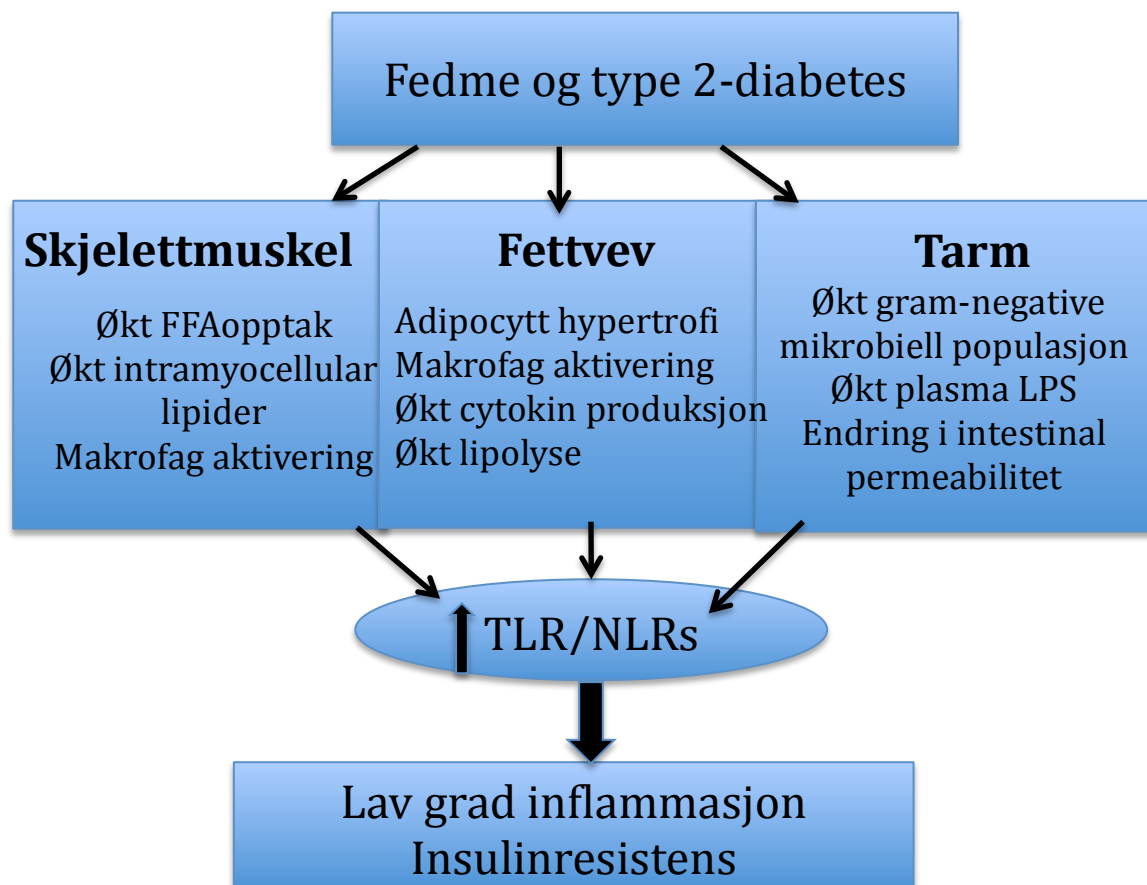 Fedme og type 2-diabetes
Skjelettmuskel
Økt FFAopptak
Økt intramyocellular
lipider
Makrofag aktivering
Fettvev
Adipocytt hypertrofi
Makrofag aktivering
Økt cytokin produksjon
Økt lipolyse
Tarm
Økt gram-negative
mikrobiell populasjon
Økt plasma LPS
Endring i intestinal
permeabilitet
TLR/NLRs
Lav grad inflammasjon
Insulinresistens